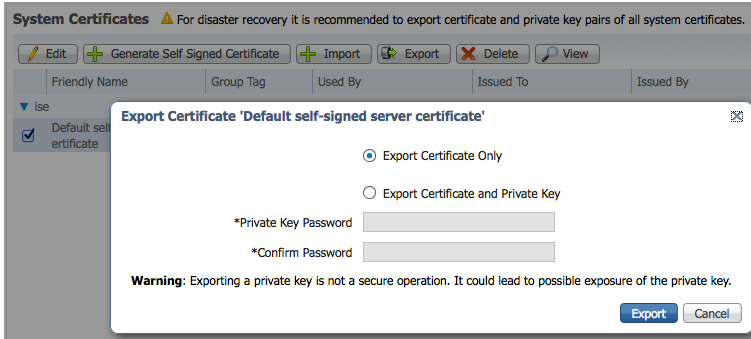 System Certificates For disaster recovery it is recommended to export certificate and private key pairs of all system certificates.
Edit Generate Self Signed Certificate Import Export Delete View
Friendly Name Group Tag Used By Issued To Issued By
ise
Default self
ertificate
Export Certificate 'Default self-signed server certificate'
Export Certificate Only
Export Certificate and Private Key
*Private Key Password
*Confirm Password
Warning: Exporting a private key is not a secure operation. It could lead to possible exposure of the private key.
Export Cancel